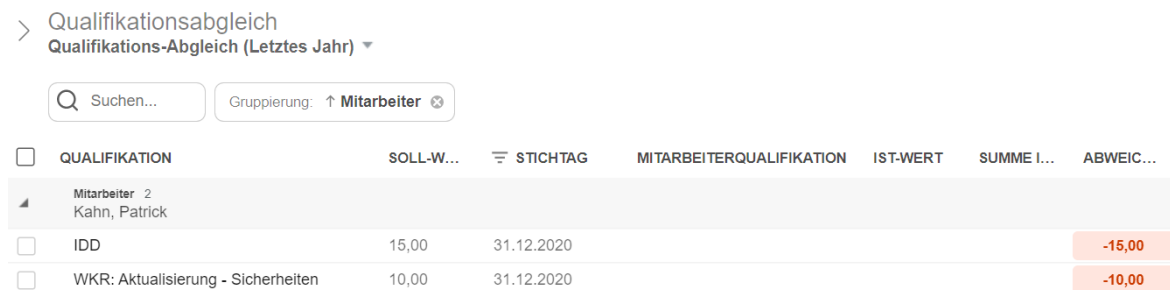 Qualifikationsabgleich
Qualifikations-Abgleich (Letztes Jahr)
Suchen... Gruppierung: ↑ Mitarbeiter
QUALIFIKATION SOLL-W... STICHTAG MITARBEITERQUALIFIKATION IST-WERT SUMME I... ABWEIC...
Mitarbeiter 2
Kahn, Patrick
IDD 15,00 31.12.2020 -15,00
WKR: Aktualisierung - Sicherheiten 10,00 31.12.2020 -10,00